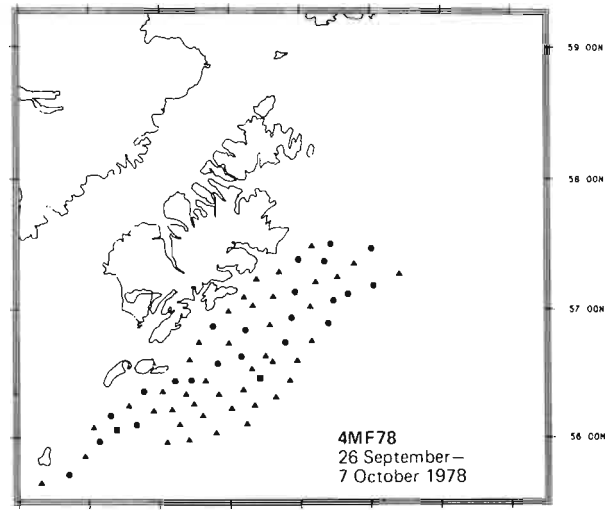 59 00N
58 00N
57 00N
56 00N
4MF78
26 September–
7 October 1978